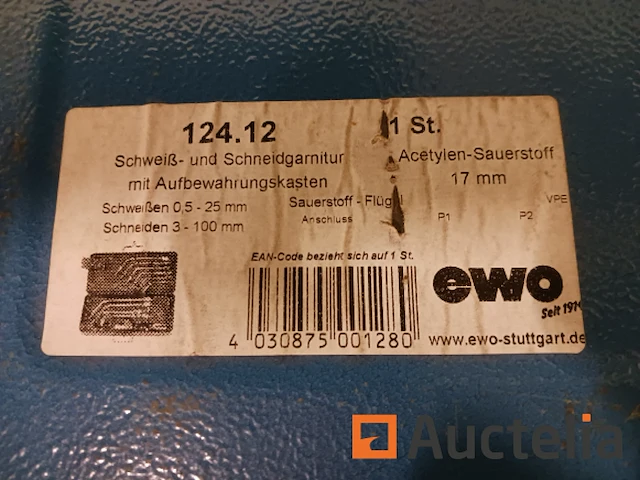 124.12 1 St.
Schweiß- und Schneidgarnitur Acetylen-Sauerstoff
mit Aufbewahrungskasten 17 mm
Schweißen 0,5 - 25 mm Sauerstoff - Flügel VPE
Schneiden 3 - 100 mm Anschluss P1 P2
EAN-Code bezieht sich auf 1 St.
ewo
Seit 1914
4 030875 001280
www.ewo-stuttgart.de
Auctelia